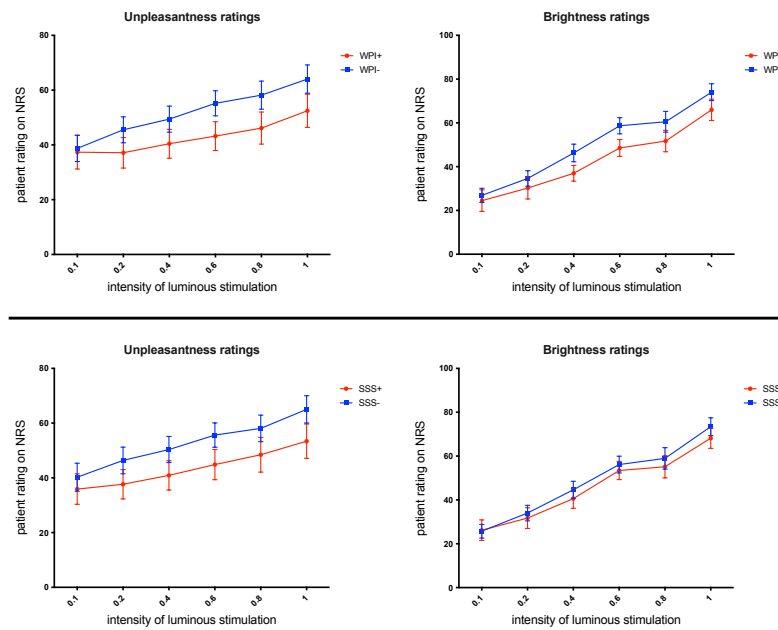 Unpleasantness ratings
80
60
40
20
0
patient rating on NRS
0.1 0.2 0.4 0.6 0.8 1
intensity of luminous stimulation
WPI+
WPI-
Brightness ratings
100
80
60
40
20
0
patient rating on NRS
0.1 0.2 0.4 0.6 0.8 1
intensity of luminous stimulation
WP
WP
Unpleasantness ratings
80
60
40
20
0
patient rating on NRS
0.1 0.2 0.4 0.6 0.8 1
intensity of luminous stimulation
SSS+
SSS-
Brightness ratings
100
80
60
40
20
0
patient rating on NRS
0.1 0.2 0.4 0.6 0.8 1
intensity of luminous stimulation
SSS
SSS